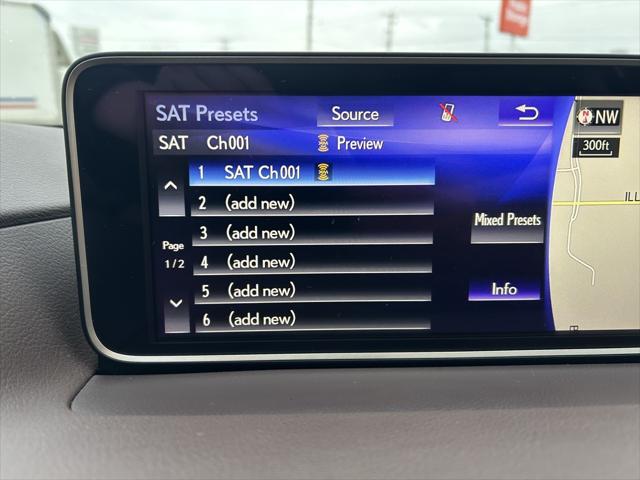 SAT Presets Source
SAT Ch001 Preview
1 SAT Ch001
2 (add new)
3 (add new)
4 (add new)
5 (add new)
6 (add new)
Page
1/2
Mixed Presets
Info
NW
300ft
ILL